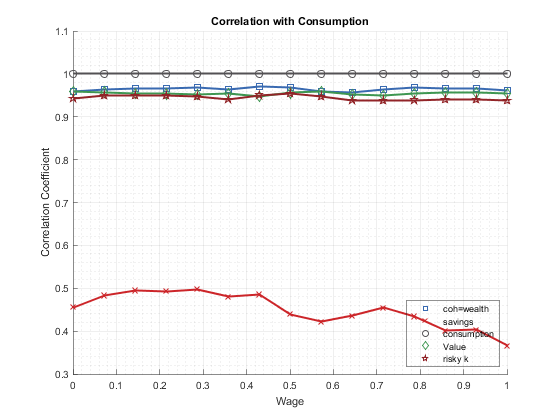 Correlation with Consumption
1.1
1
0.9
0.8
0.7
0.6
0.5
0.4
0.3
Correlation Coefficient
0 0.1 0.2 0.3 0.4 0.5 0.6 0.7 0.8 0.9 1
Wage
coh=wealth
savings
consumption
Value
risky k